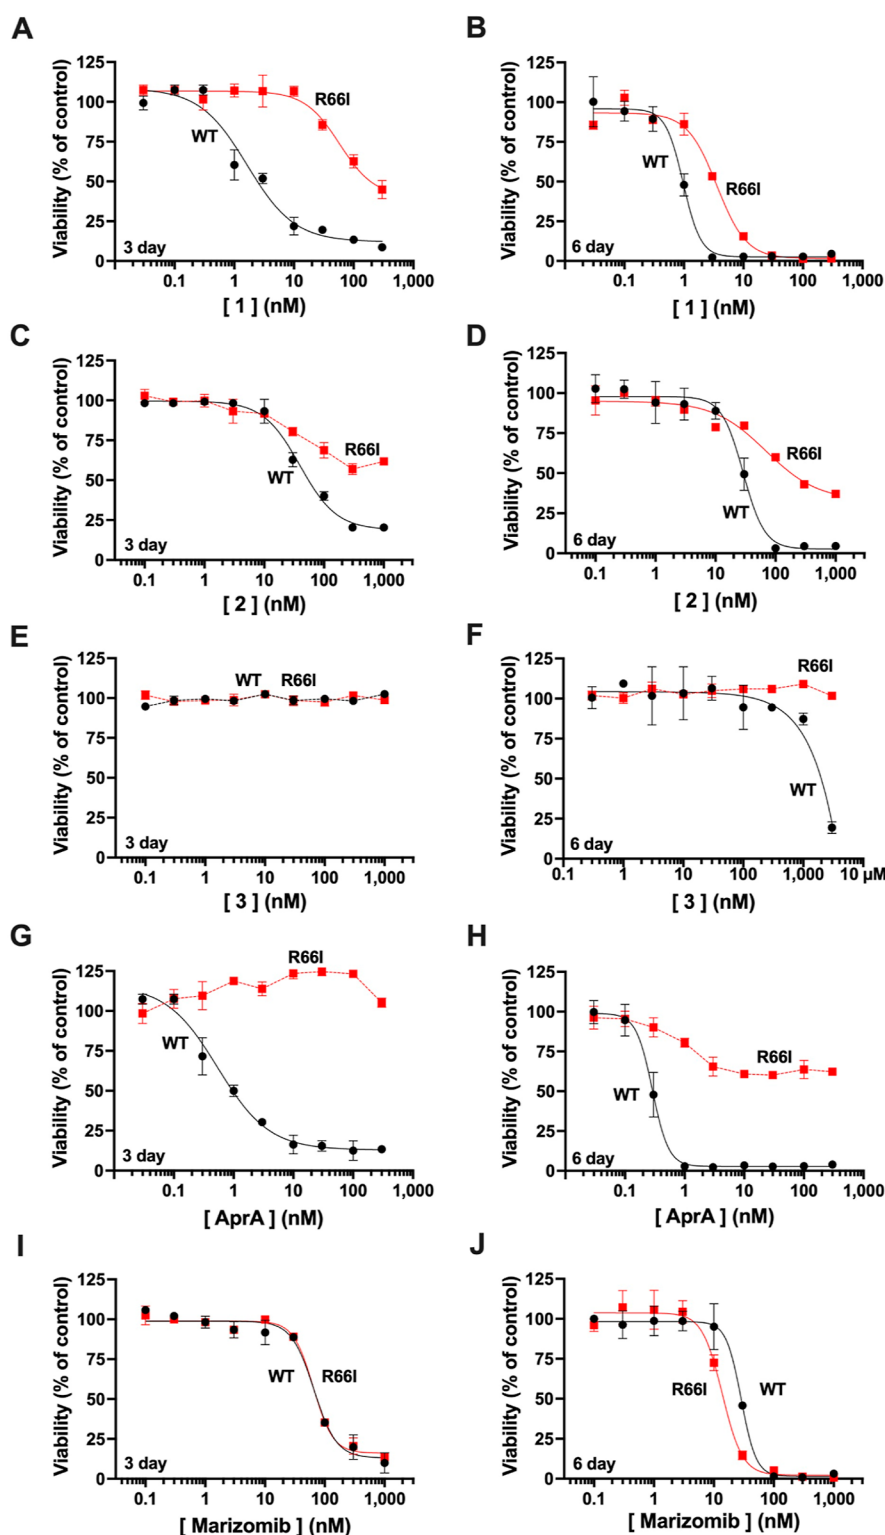 A
Viability (% of control)
125
100
75
50
25
0
R66I
WT
3 day
0.1 1 10 100 1,000
[ 1 ] (nM)
B
Viability (% of control)
125
100
75
50
25
0
WT
R66I
6 day
0.1 1 10 100 1,000
[ 1 ] (nM)
C
Viability (% of control)
125
100
75
50
25
0
R66I
WT
3 day
0.1 1 10 100 1,000
[ 2 ] (nM)
D
Viability (% of control)
125
100
75
50
25
0
R66I
WT
6 day
0.1 1 10 100 1,000
[ 2 ] (nM)
E
Viability (% of control)
125
100
75
50
25
0
WT R66I
3 day
0.1 1 10 100 1,000
[ 3 ] (nM)
F
Viability (% of control)
125
100
75
50
25
0
R66I
WT
6 day
0.1 1 10 100 1,000 10 µM
[ 3 ] (nM)
G
Viability (% of control)
125
100
75
50
25
0
R66I
WT
3 day
0.1 1 10 100 1,000
[ AprA ] (nM)
H
Viability (% of control)
125
100
75
50
25
0
R66I
WT
6 day
0.1 1 10 100 1,000
[ AprA ] (nM)
I
Viability (% of control)
125
100
75
50
25
0
WT R66I
3 day
0.1 1 10 100 1,000
[ Marizomib ] (nM)
J
Viability (% of control)
125
100
75
50
25
0
R66I WT
6 day
0.1 1 10 100 1,000
[ Marizomib ] (nM)